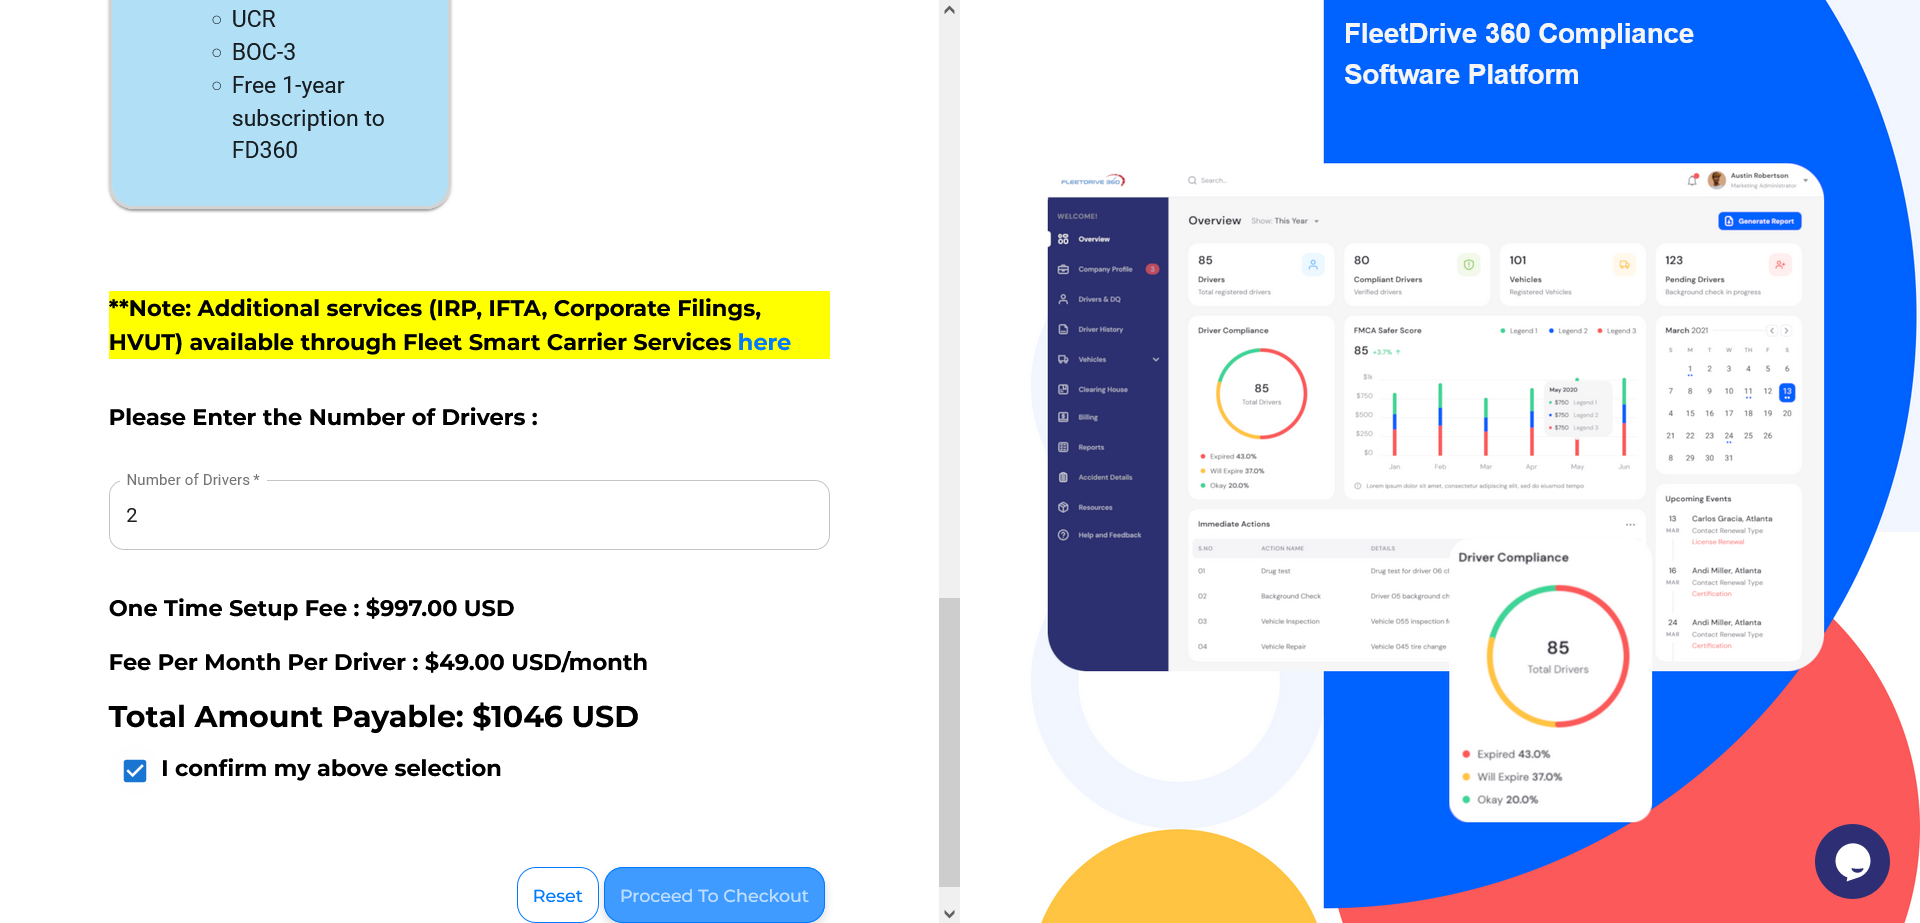 UCR
BOC-3
Free 1-year
subscription to
FD360
**Note: Additional services (IRP, IFTA, Corporate Filings,
HVUT) available through Fleet Smart Carrier Services here
Please Enter the Number of Drivers :
Number of Drivers *
2
One Time Setup Fee : $997.00 USD
Fee Per Month Per Driver : $49.00 USD/month
Total Amount Payable: $1046 USD
I confirm my above selection
Reset
Proceed To Checkout
FleetDrive 360 Compliance
Software Platform
FLEETDRIVE 360
Search...
Austin Robertson
Marketing Administrator
WELCOME!
Overview
Company Profile 3
Drivers & DQ
Driver History
Vehicles
Clearing House
Billing
Reports
Accident Details
Resources
Help and Feedback
Overview Show: This Year
Generate Report
85
Drivers
Total registered drivers
80
Compliant Drivers
Verified drivers
101
Vehicles
Registered Vehicles
123
Pending Drivers
Background check in progress
Driver Compliance
85
Total Drivers
Expired 43.0%
Will Expire 37.0%
Okay 20.0%
FMCA Safer Score
Legend 1 Legend 2 Legend 3
85 +3.7%
$1k
$750
$500
$250
$0
May 2020
$750 Legend 1
$750 Legend 2
$750 Legend 3
Jan Feb Mar Apr May Jun
Lorem ipsum dolor sit amet, consectetur adipiscing elit, sed do eiusmod tempo
March 2021
S M T W TH F S
1 2 3 4 5 6
7 8 9 10 11 12 13
4 15 16 17 18 19 20
21 22 23 24 25 26
8 29 30 31
Immediate Actions
S.NO ACTION NAME DETAILS
01 Drug test Drug test for driver 06 cl
02 Background Check Driver 05 background ch
03 Vehicle Inspection Vehicle 055 inspection f
04 Vehicle Repair Vehicle 045 tire change
Upcoming Events
13 Carlos Gracia, Atlanta
MAR Contact Renewal Type
License Renewal
16 Andi Miller, Atlanta
MAR Contact Renewal Type
Certification
24 Andi Miller, Atlanta
MAR Contact Renewal Type
Certification
Driver Compliance
85
Total Drivers
Expired 43.0%
Will Expire 37.0%
Okay 20.0%